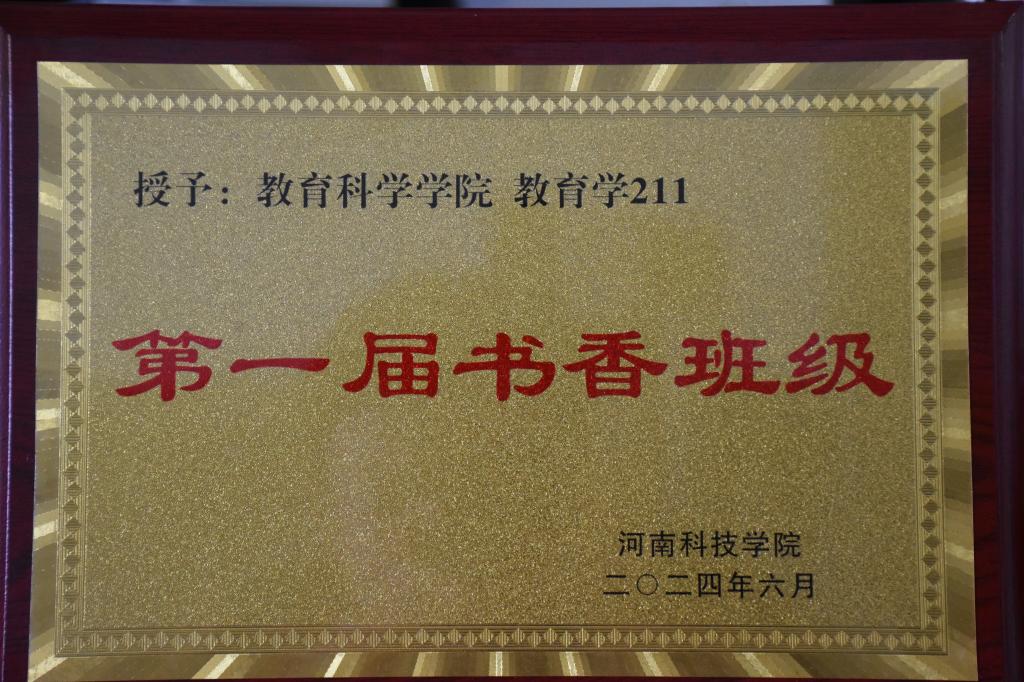 授予：教育科学学院 教育学211
第一届书香班级
河南科技学院
二〇二四年六月